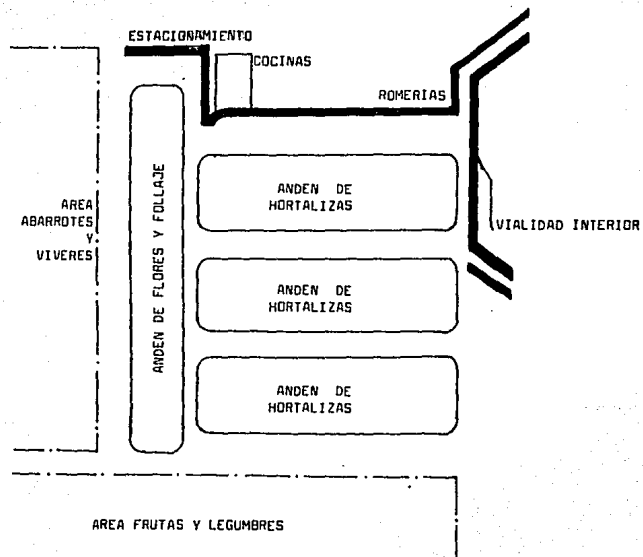 ESTACIONAMIENTO
COCINAS
ROMERIAS
ANDEN DE FLORES Y FOLLAJE
ANDEN DE
HORTALIZAS
AREA
ABARROTES
Y
VIVERES
VIALIDAD INTERIOR
ANDEN DE
HORTALIZAS
ANDEN DE
HORTALIZAS
AREA FRUTAS Y LEGUMBRES